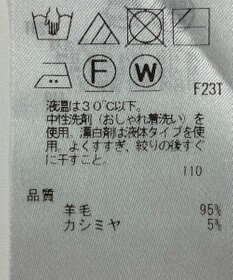 F W
F23T
液温は30°C以下。
中性洗剤（おしゃれ着洗い）を
使用、漂白剤は液体タイプを使
用。よくすすぎ、絞りの後すぐ
に干すこと。
110
品質
羊毛 95%
カシミヤ 5%